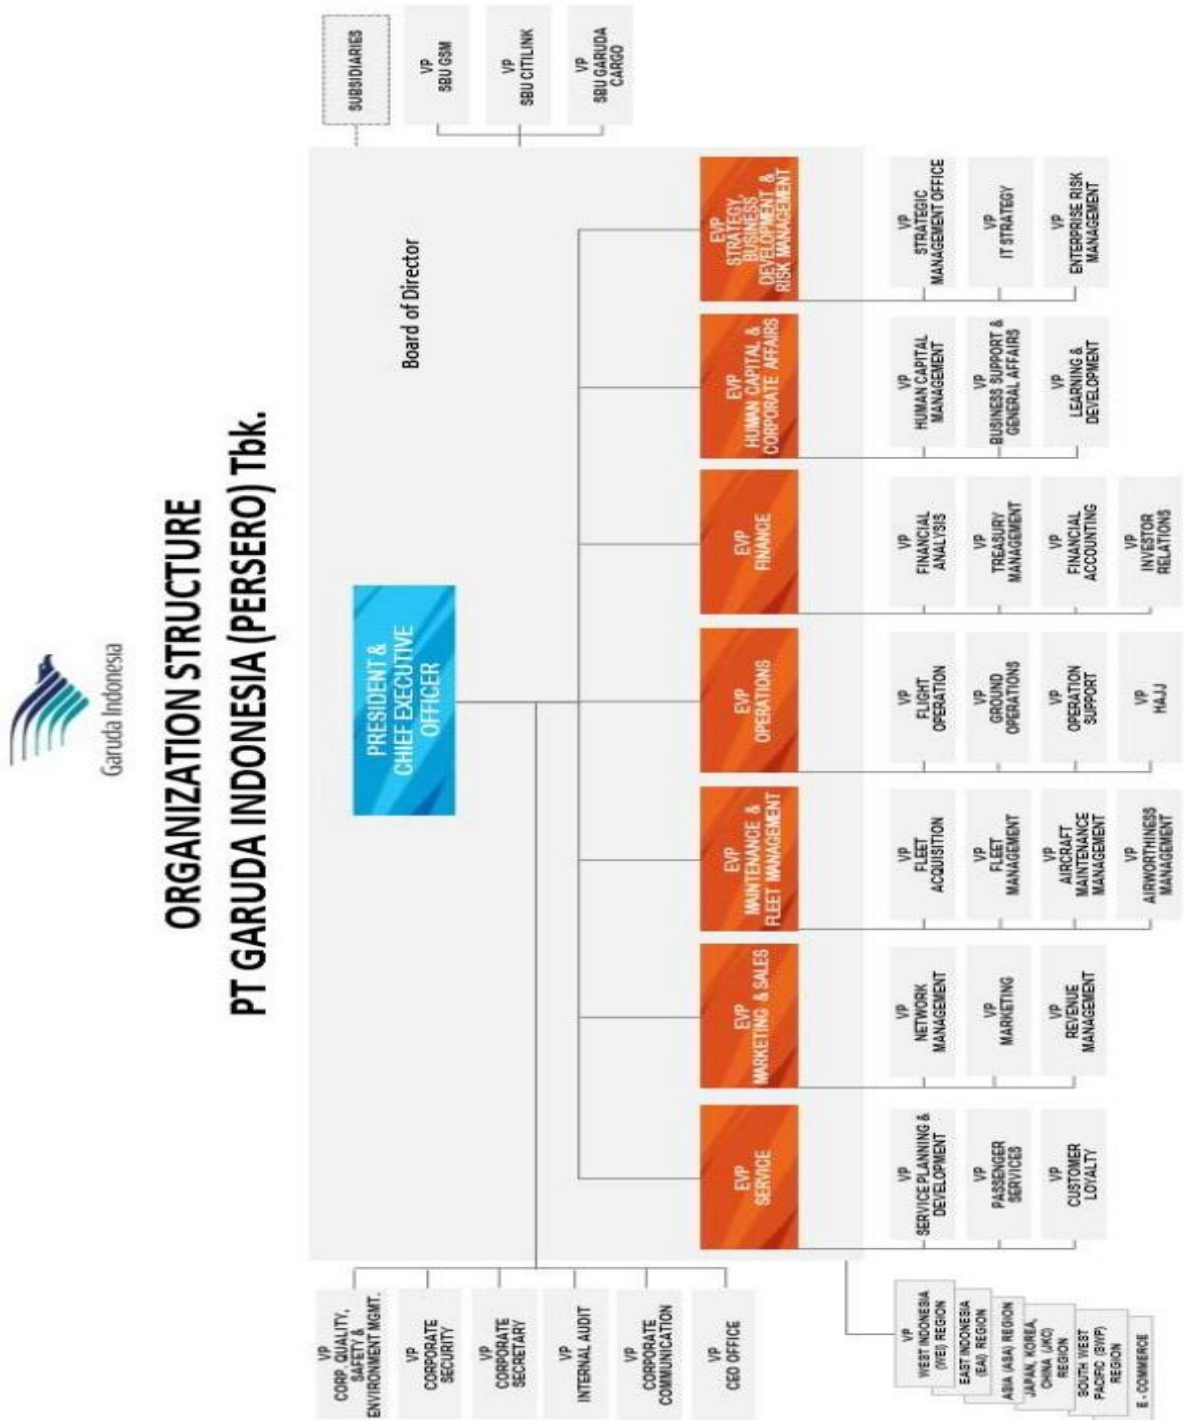 Garuda Indonesia
ORGANIZATION STRUCTURE
PT GARUDA INDONESIA (PERSERO) Tbk.
PRESIDENT &
CHIEF EXECUTIVE
OFFICER
Board of Director
SUBSIDIARIES
VP
SBU GSM
VP
SBU CITILINK
VP
SBU GARUDA
CARGO
VP
CORP. QUALITY,
SAFETY &
ENVIRONMENT MGMT.
VP
CORPORATE
SECURITY
VP
CORPORATE
SECRETARY
VP
INTERNAL AUDIT
VP
CORPORATE
COMMUNICATION
VP
CEO OFFICE
EVP
SERVICE
EVP
MARKETING & SALES
EVP
MAINTENANCE &
FLEET MANAGEMENT
EVP
OPERATIONS
EVP
FINANCE
EVP
HUMAN CAPITAL &
CORPORATE AFFAIRS
EVP
STRATEGY,
BUSINESS
DEVELOPMENT &
RISK MANAGEMENT
VP
WEST INDONESIA
(WEI) REGION
EAST INDONESIA
(EAI) REGION
ASIA (ASA) REGION
JAPAN, KOREA,
CHINA (JKC)
REGION
SOUTH WEST
PACIFIC (SWP)
REGION
E - COMMERCE
VP
SERVICE PLANNING &
DEVELOPMENT
VP
PASSENGER
SERVICES
VP
CUSTOMER
LOYALTY
VP
NETWORK
MANAGEMENT
VP
MARKETING
VP
REVENUE
MANAGEMENT
VP
FLEET
ACQUISITION
VP
FLEET
MANAGEMENT
VP
AIRCRAFT
MAINTENANCE
MANAGEMENT
VP
AIRWORTHINESS
MANAGEMENT
VP
FLIGHT
OPERATION
VP
GROUND
OPERATIONS
VP
OPERATION
SUPPORT
VP
HAJJ
VP
FINANCIAL
ANALYSIS
VP
TREASURY
MANAGEMENT
VP
FINANCIAL
ACCOUNTING
VP
INVESTOR
RELATIONS
VP
HUMAN CAPITAL
MANAGEMENT
VP
BUSINESS SUPPORT &
GENERAL AFFAIRS
VP
LEARNING &
DEVELOPMENT
VP
STRATEGIC
MANAGEMENT OFFICE
VP
IT STRATEGY
VP
ENTERPRISE RISK
MANAGEMENT